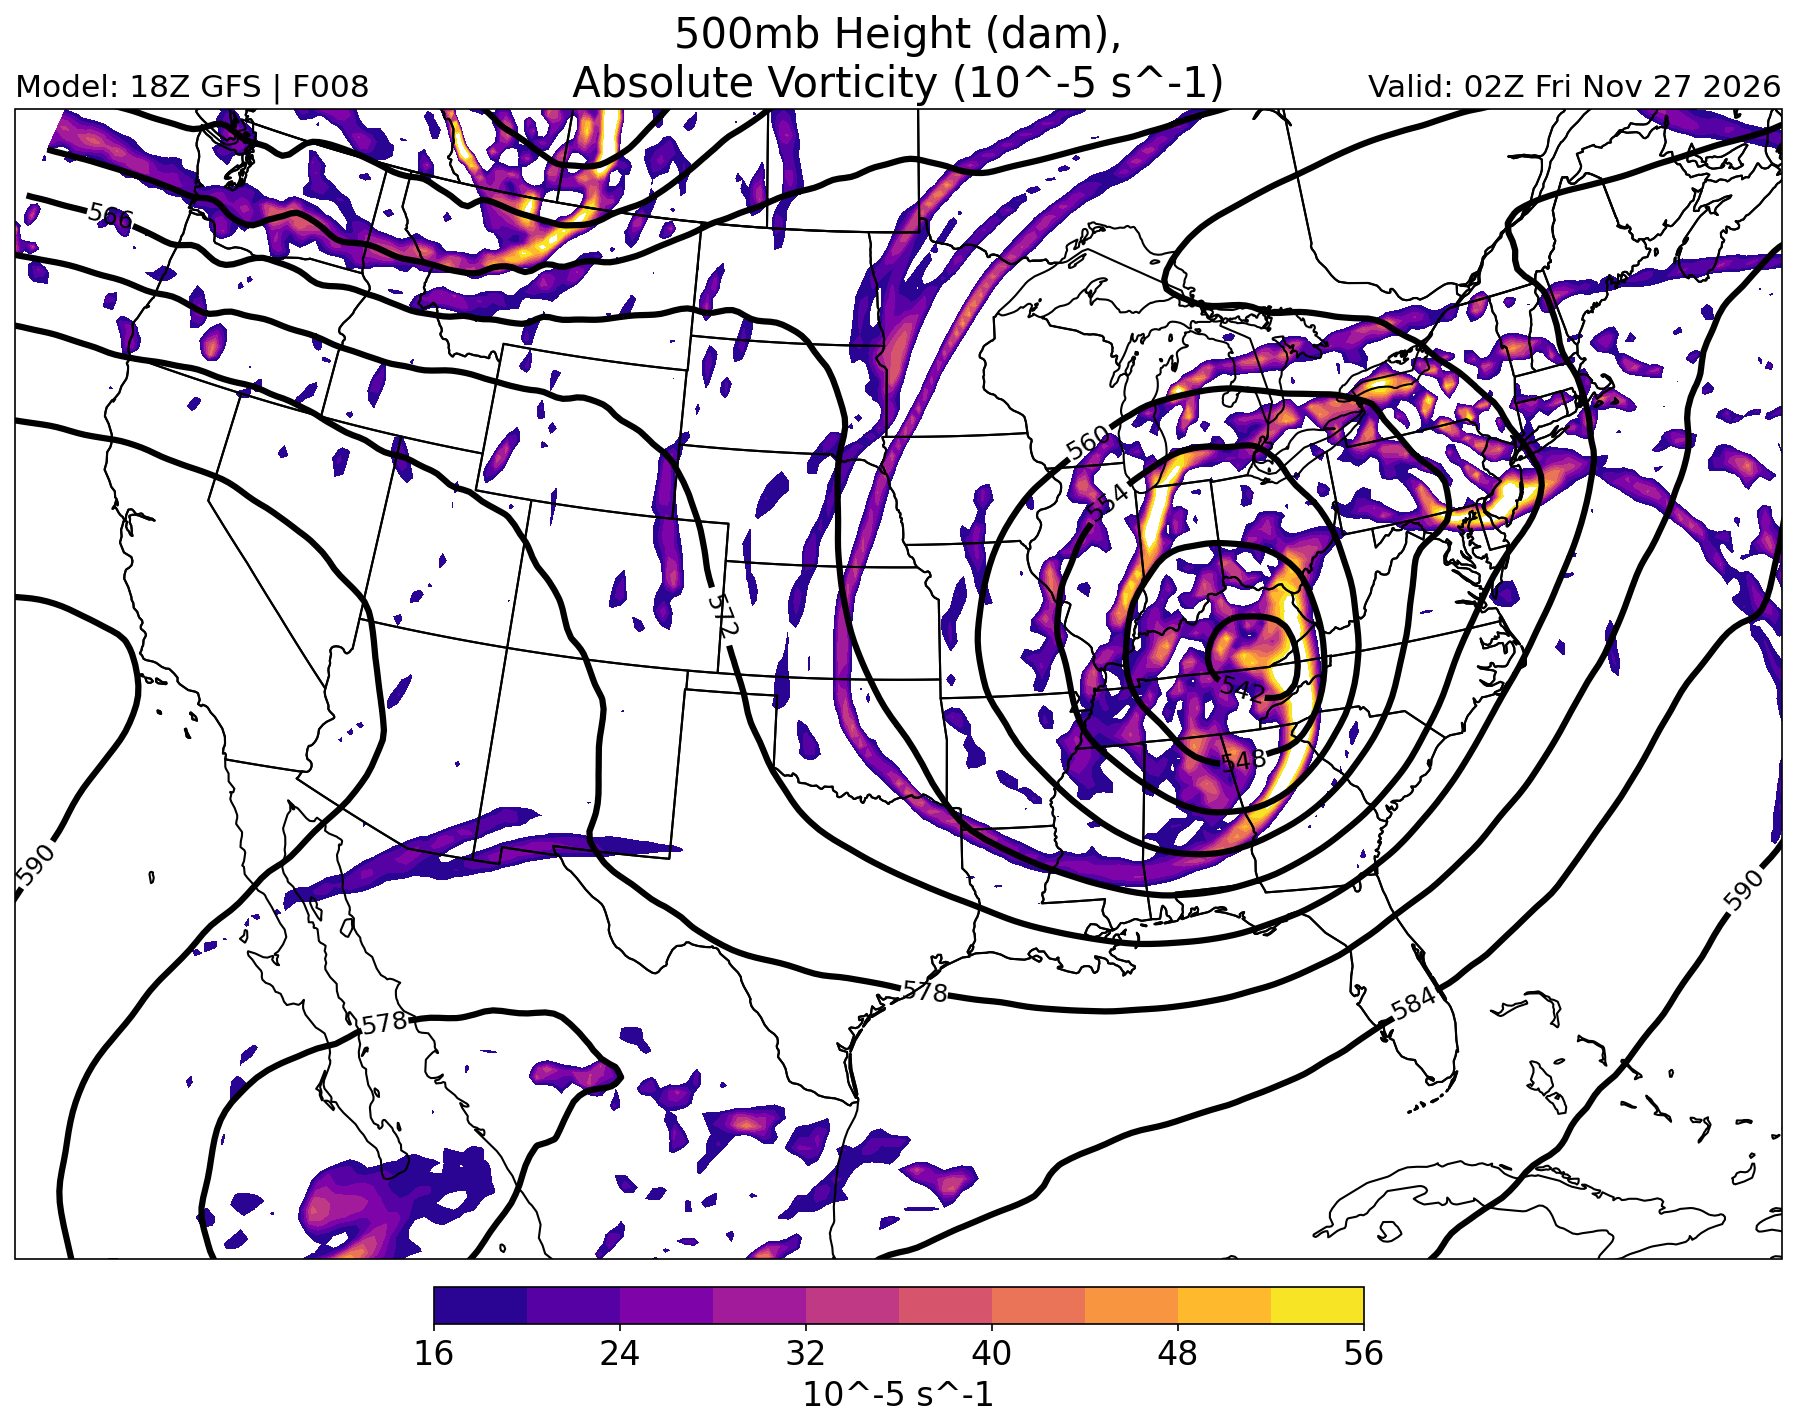 500mb Height (dam),
Absolute Vorticity (10^-5 s^-1)
Model: 18Z GFS | F008
Valid: 02Z Fri Nov 27 2026
566
560
554
572
542
548
590
590
578
584
578
16 24 32 40 48 56
10^-5 s^-1